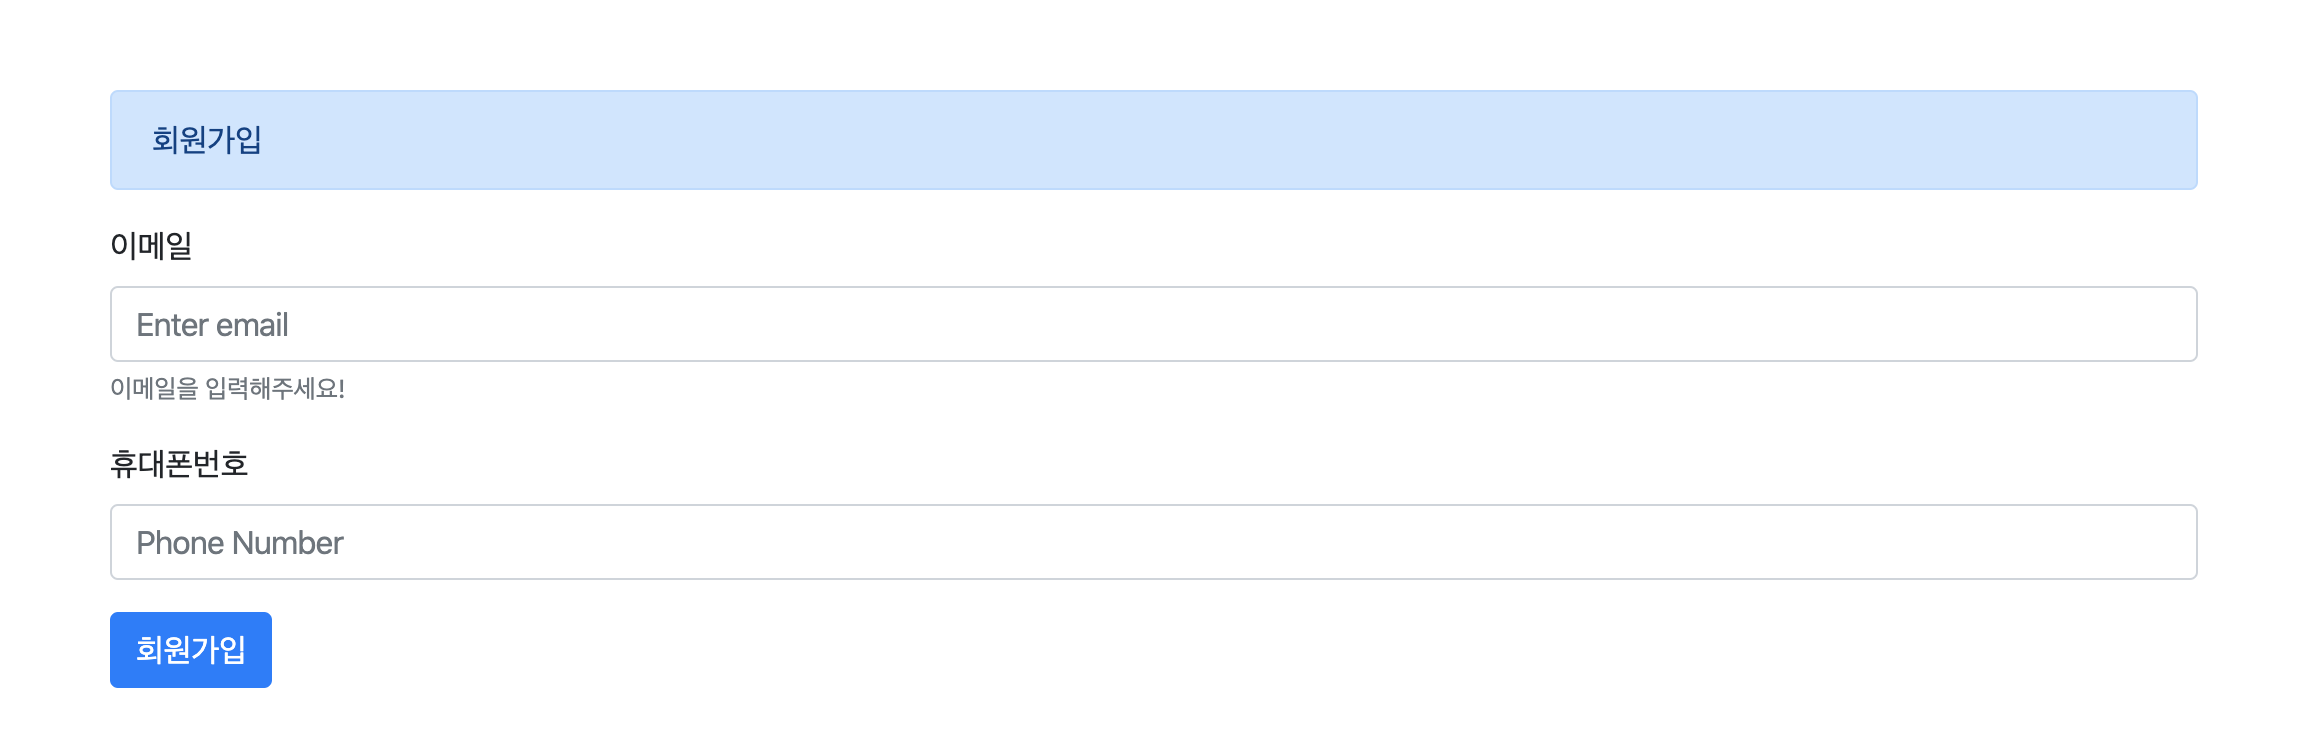 회원가입
이메일
Enter email
이메일을 입력해주세요!
휴대폰번호
Phone Number
회원가입